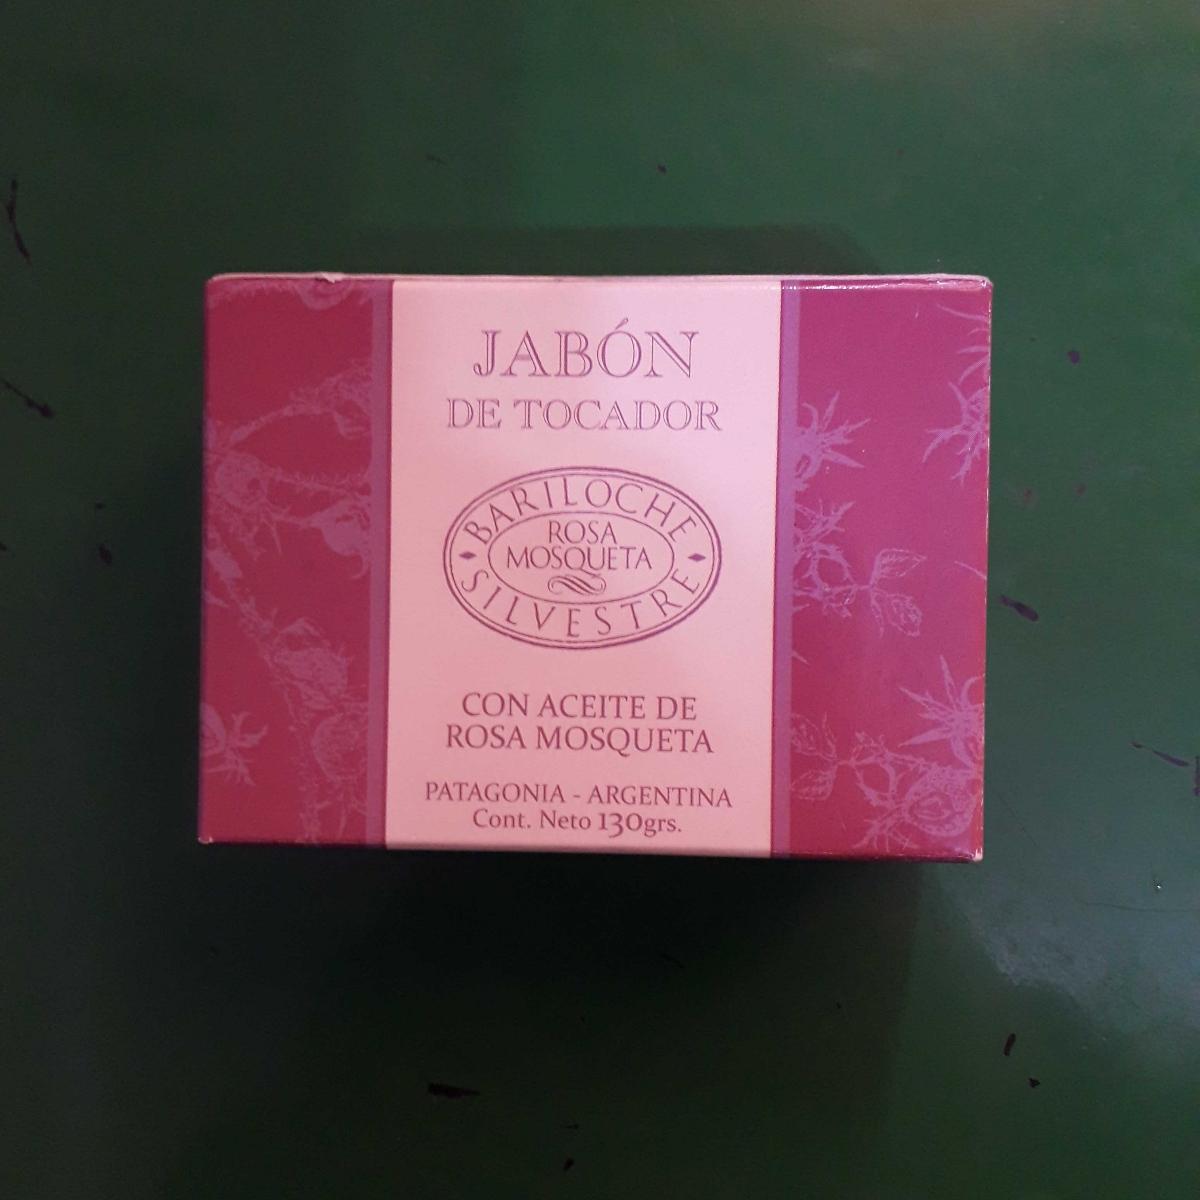 JABÓN
DE TOCADOR
BARILOCHE
ROSA
MOSQUETA
SILVESTRE
CON ACEITE DE
ROSA MOSQUETA
PATAGONIA - ARGENTINA
Cont. Neto 130grs.